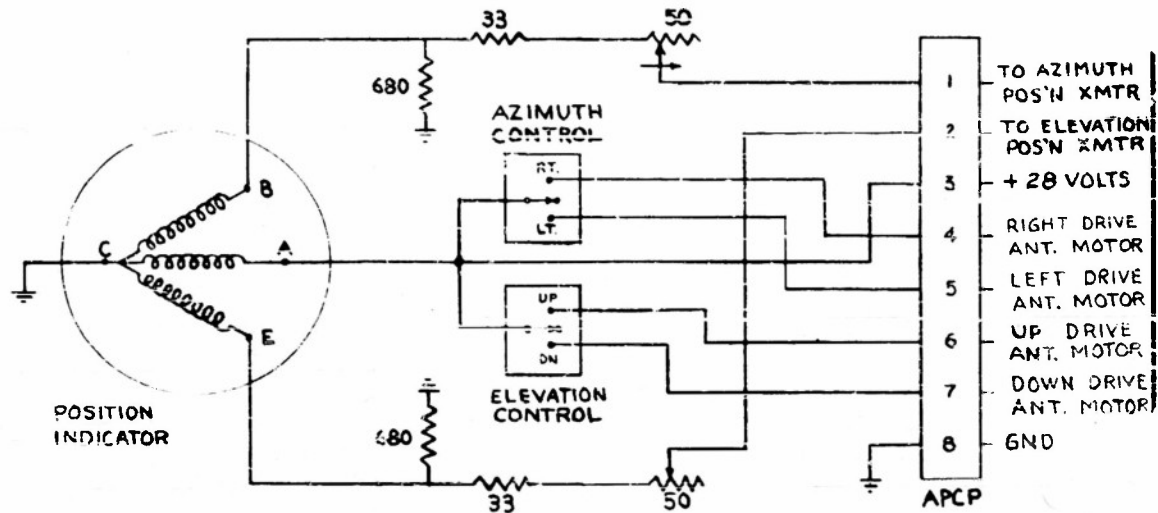 33
50
680
AZIMUTH
CONTROL
RT.
LT.
B
C
A
E
UP
DN
ELEVATION
CONTROL
POSITION
INDICATOR
680
33
50
1
TO AZIMUTH
POS'N XMTR
2
TO ELEVATION
POS'N XMTR
3
+ 28 VOLTS
4
RIGHT DRIVE
ANT. MOTOR
5
LEFT DRIVE
ANT. MOTOR
6
UP DRIVE
ANT. MOTOR
7
DOWN DRIVE
ANT. MOTOR
8
GND
APCP